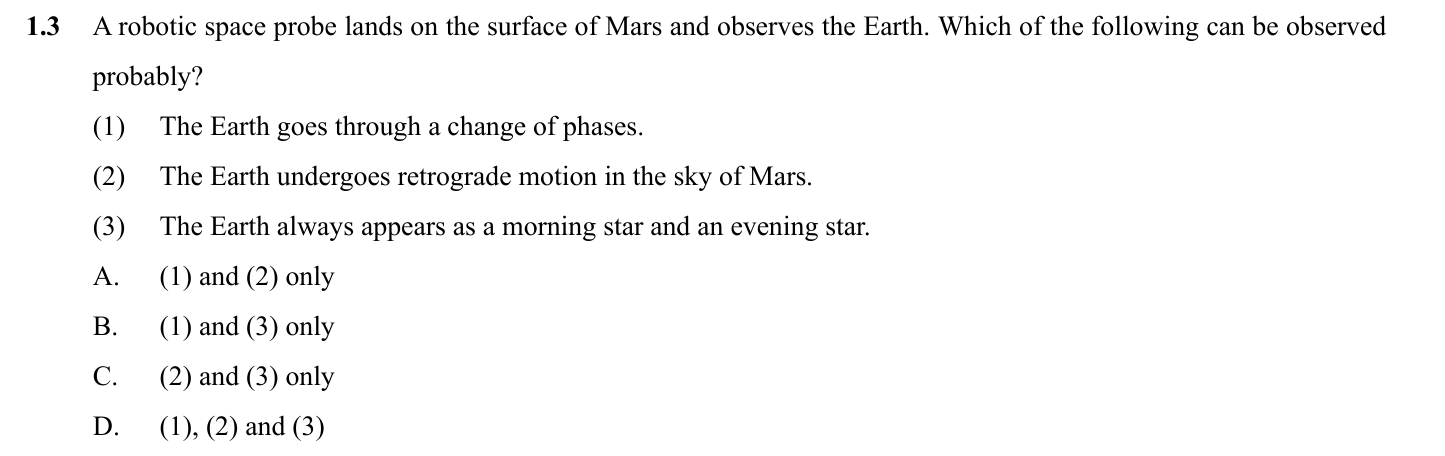 1.3 A robotic space probe lands on the surface of Mars and observes the Earth. Which of the following can be observed
probably?
(1) The Earth goes through a change of phases.
(2) The Earth undergoes retrograde motion in the sky of Mars.
(3) The Earth always appears as a morning star and an evening star.
A. (1) and (2) only
B. (1) and (3) only
C. (2) and (3) only
D. (1), (2) and (3)